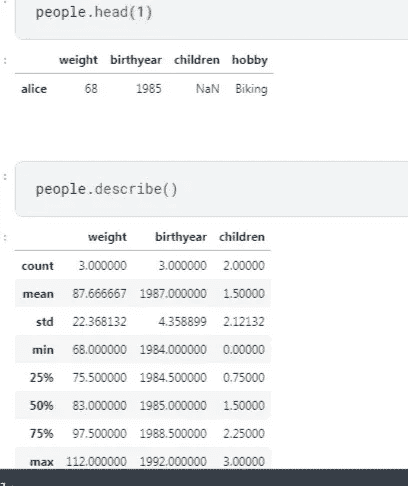 people.head(1)
weight birthyear children hobby
alice 68 1985 NaN Biking
people.describe()
weight birthyear children
count 3.000000 3.000000 2.00000
mean 87.666667 1987.000000 1.50000
std 22.368132 4.358899 2.12132
min 68.000000 1984.000000 0.00000
25% 75.500000 1984.500000 0.75000
50% 83.000000 1985.000000 1.50000
75% 97.500000 1988.500000 2.25000
max 112.000000 1992.000000 3.00000